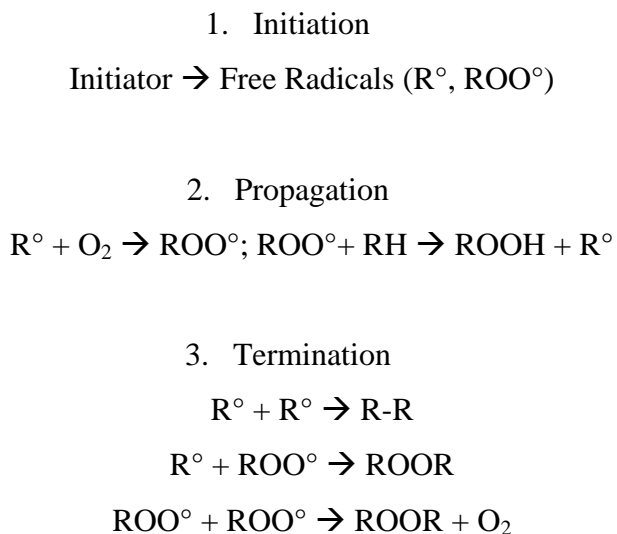 1. Initiation
Initiator → Free Radicals (R°, ROO°)
2. Propagation
R° + O₂ → ROO°; ROO°+ RH → ROOH + R°
3. Termination
R° + R° → R-R
R° + ROO° → ROOR
ROO° + ROO° → ROOR + O₂